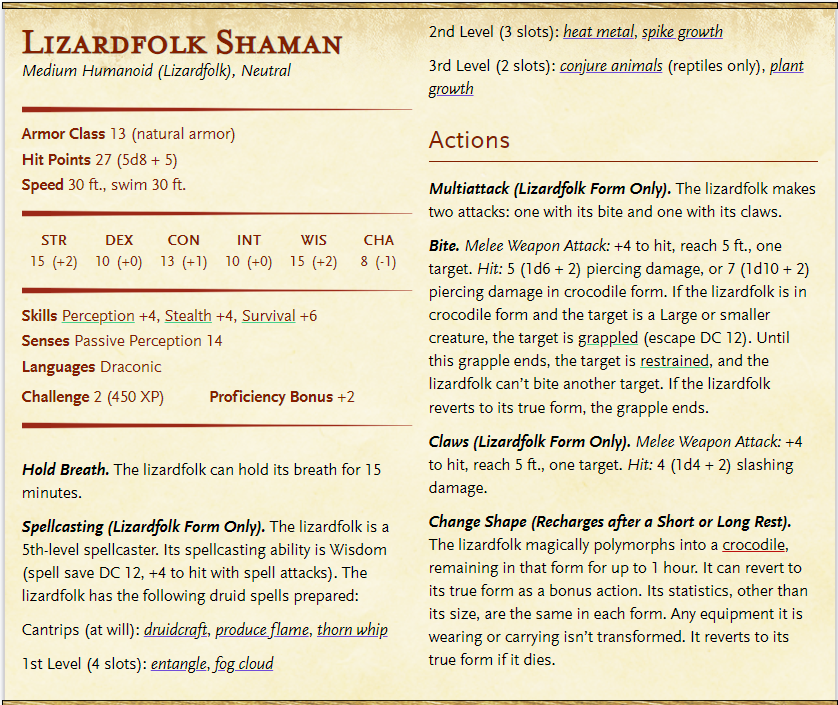 Lizardfolk Shaman
Medium Humanoid (Lizardfolk), Neutral
Armor Class 13 (natural armor)
Hit Points 27 (5d8 + 5)
Speed 30 ft., swim 30 ft.
STR DEX CON INT WIS CHA
15 (+2) 10 (+0) 13 (+1) 10 (+0) 15 (+2) 8 (-1)
Skills Perception +4, Stealth +4, Survival +6
Senses Passive Perception 14
Languages Draconic
Challenge 2 (450 XP) Proficiency Bonus +2
Hold Breath. The lizardfolk can hold its breath for 15
minutes.
Spellcasting (Lizardfolk Form Only). The lizardfolk is a
5th-level spellcaster. Its spellcasting ability is Wisdom
(spell save DC 12, +4 to hit with spell attacks). The
lizardfolk has the following druid spells prepared:
Cantrips (at will): druidcraft, produce flame, thorn whip
1st Level (4 slots): entangle, fog cloud
2nd Level (3 slots): heat metal, spike growth
3rd Level (2 slots): conjure animals (reptiles only), plant
growth
Actions
Multiattack (Lizardfolk Form Only). The lizardfolk makes
two attacks: one with its bite and one with its claws.
Bite. Melee Weapon Attack: +4 to hit, reach 5 ft., one
target. Hit: 5 (1d6 + 2) piercing damage, or 7 (1d10 + 2)
piercing damage in crocodile form. If the lizardfolk is in
crocodile form and the target is a Large or smaller
creature, the target is grappled (escape DC 12). Until
this grapple ends, the target is restrained, and the
lizardfolk can't bite another target. If the lizardfolk
reverts to its true form, the grapple ends.
Claws (Lizardfolk Form Only). Melee Weapon Attack: +4
to hit, reach 5 ft., one target. Hit: 4 (1d4 + 2) slashing
damage.
Change Shape (Recharges after a Short or Long Rest).
The lizardfolk magically polymorphs into a crocodile,
remaining in that form for up to 1 hour. It can revert to
its true form as a bonus action. Its statistics, other than
its size, are the same in each form. Any equipment it is
wearing or carrying isn't transformed. It reverts to its
true form if it dies.